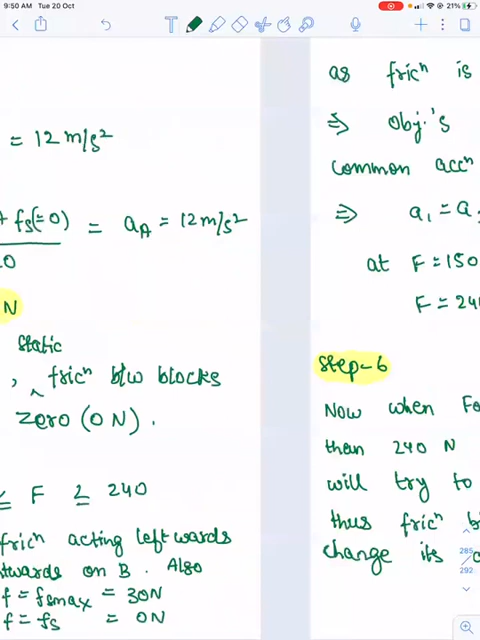 9:50 AM Tue 20 Oct
21%
= 12 m/s²
fs(=0) = aA = 12 m/s²
N
static
, fricⁿ b/w blocks
zero (0 N).
≤ F ≤ 240
fricⁿ acting leftwards
twards on B. Also
f = fsmax = 30N
f = fs = 0N
as fricⁿ is
⇒ Obj.'s
common accⁿ
⇒ a₁ = a
at F = 150
F = 24
Step-6
Now when Fo
than 240 N
will try to
thus fricⁿ b
change its
285
/
292